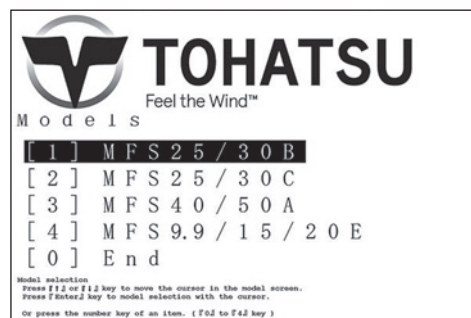 TOHATSU
Feel the Wind™
Models
[1] MFS25/30B
[2] MFS25/30C
[3] MFS40/50A
[4] MFS9.9/15/20E
[0] End
Model selection
Press『↑』or『↓』key to move the cursor in the model screen.
Press『Enter』key to model selection with the cursor.
Or press the number key of an item. (『0』to『4』key )